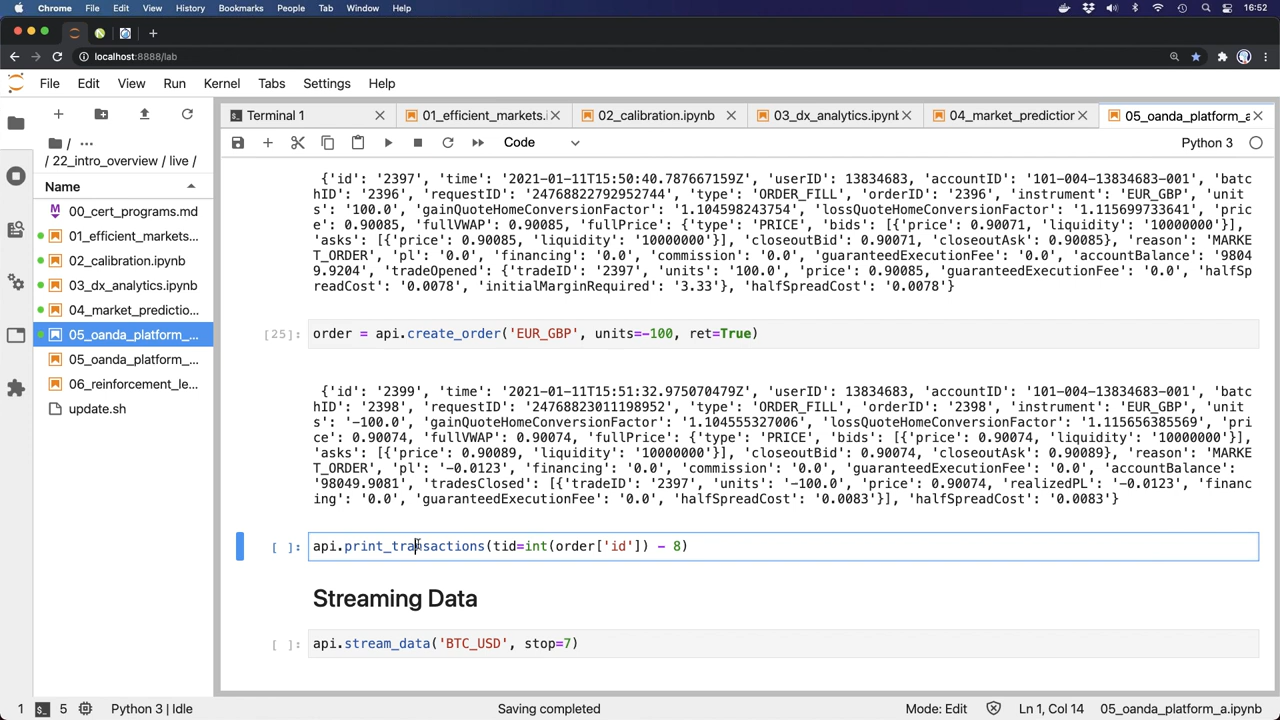 Chrome File Edit View History Bookmarks People Tab Window Help 16:52
localhost:8888/lab
File Edit View Run Kernel Tabs Settings Help
Terminal 1 01_efficient_markets. 02_calibration.ipynb 03_dx_analytics.ipynb 04_market_prediction 05_oanda_platform_a
Code Python 3
/ ...
/ 22_intro_overview / live /
Name
00_cert_programs.md
01_efficient_markets...
02_calibration.ipynb
03_dx_analytics.ipynb
04_market_predictio...
05_oanda_platform_...
05_oanda_platform_...
06_reinforcement_le...
update.sh
{'id': '2397', 'time': '2021-01-11T15:50:40.787667159Z', 'userID': 13834683, 'accountID': '101-004-13834683-001', 'batc
hID': '2396', 'requestID': '24768822792952744', 'type': 'ORDER_FILL', 'orderID': '2396', 'instrument': 'EUR_GBP', 'unit
s': '100.0', 'gainQuoteHomeConversionFactor': '1.104598243754', 'lossQuoteHomeConversionFactor': '1.115699733641', 'pric
e': 0.90085, 'fullVWAP': 0.90085, 'fullPrice': {'type': 'PRICE', 'bids': [{'price': 0.90071, 'liquidity': '10000000'}],
'asks': [{'price': 0.90085, 'liquidity': '10000000'}], 'closeoutBid': 0.90071, 'closeoutAsk': 0.90085}, 'reason': 'MARKE
T_ORDER', 'pl': '0.0', 'financing': '0.0', 'commission': '0.0', 'guaranteedExecutionFee': '0.0', 'accountBalance': '9804
9.9204', 'tradeOpened': {'tradeID': '2397', 'units': '100.0', 'price': 0.90085, 'guaranteedExecutionFee': '0.0', 'halfSp
readCost': '0.0078', 'initialMarginRequired': '3.33'}, 'halfSpreadCost': '0.0078'}
[25]: order = api.create_order('EUR_GBP', units=-100, ret=True)
{'id': '2399', 'time': '2021-01-11T15:51:32.975070479Z', 'userID': 13834683, 'accountID': '101-004-13834683-001', 'batc
hID': '2398', 'requestID': '24768823011198952', 'type': 'ORDER_FILL', 'orderID': '2398', 'instrument': 'EUR_GBP', 'unit
s': '-100.0', 'gainQuoteHomeConversionFactor': '1.104555327006', 'lossQuoteHomeConversionFactor': '1.115656385569', 'pri
ce': 0.90074, 'fullVWAP': 0.90074, 'fullPrice': {'type': 'PRICE', 'bids': [{'price': 0.90074, 'liquidity': '10000000'}],
'asks': [{'price': 0.90089, 'liquidity': '10000000'}], 'closeoutBid': 0.90074, 'closeoutAsk': 0.90089}, 'reason': 'MARKE
T_ORDER', 'pl': '-0.0123', 'financing': '0.0', 'commission': '0.0', 'guaranteedExecutionFee': '0.0', 'accountBalance':
'98049.9081', 'tradesClosed': [{'tradeID': '2397', 'units': '-100.0', 'price': 0.90074, 'realizedPL': '-0.0123', 'financ
ing': '0.0', 'guaranteedExecutionFee': '0.0', 'halfSpreadCost': '0.0083'}], 'halfSpreadCost': '0.0083'}
[ ]: api.print_transactions(tid=int(order['id']) - 8)
Streaming Data
[ ]: api.stream_data('BTC_USD', stop=7)
1 5 Python 3 | Idle Saving completed Mode: Edit Ln 1, Col 14 05_oanda_platform_a.ipynb